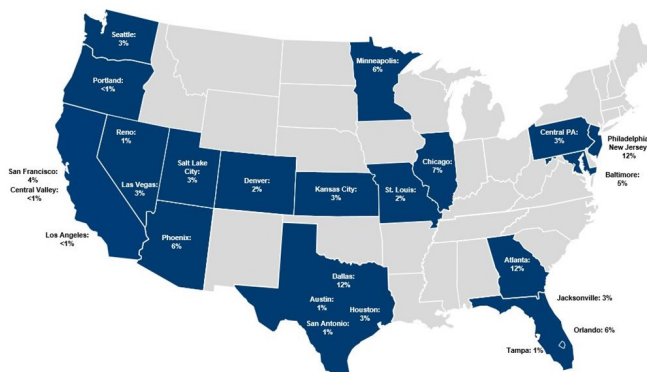 Seattle:
3%
Portland:
<1%
Minneapolis:
6%
Reno:
1%
San Francisco:
4%
Central Valley:
<1%
Las Vegas:
3%
Salt Lake
City:
3%
Denver:
2%
Kansas City:
3%
St. Louis:
2%
Chicago:
7%
Central PA:
3%
Philadelphia
New Jersey:
12%
Baltimore:
5%
Los Angeles:
<1%
Phoenix:
6%
Dallas:
12%
Austin:
1%
Houston:
3%
San Antonio:
1%
Atlanta:
12%
Jacksonville: 3%
Orlando: 6%
Tampa: 1%